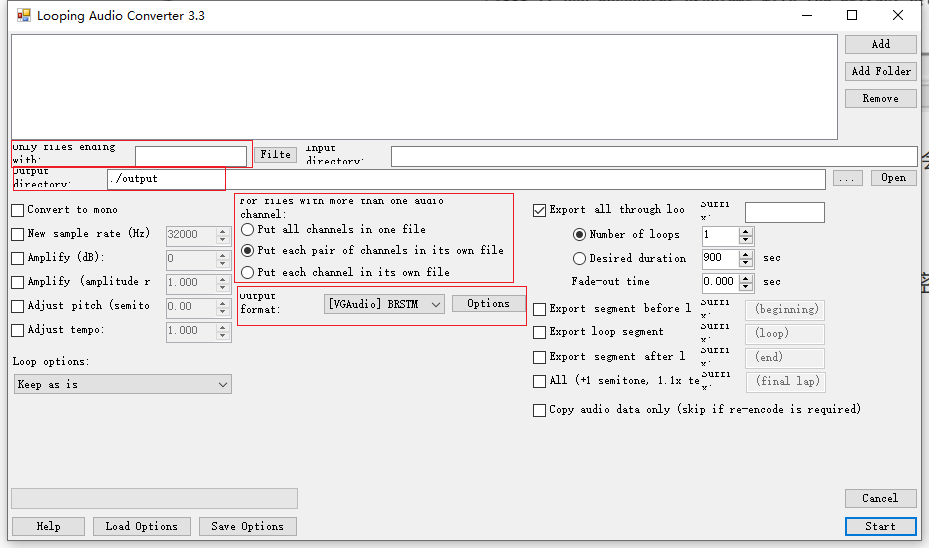 Looping Audio Converter 3.3
Add
Add Folder
Remove
Only files ending
with:
Filte
Input
directory:
Output
directory:
./output
...
Open
Convert to mono
New sample rate (Hz)
32000
Amplify (dB):
0
Amplify (amplitude r
1.000
Adjust pitch (semito
0.00
Adjust tempo:
1.000
Loop options:
Keep as is
For files with more than one audio
channel:
Put all channels in one file
Put each pair of channels in its own file
Put each channel in its own file
Output
format:
[VGAudio] BRSTM
Options
Export all through loo
Suffi
x:
Number of loops
1
Desired duration
900
sec
Fade-out time
0.000
sec
Export segment before l
Suffi
x:
(beginning)
Export loop segment
Suffi
x:
(loop)
Export segment after l
Suffi
x:
(end)
All (+1 semitone, 1.1x te
Suffi
x:
(final lap)
Copy audio data only (skip if re-encode is required)
Cancel
Help
Load Options
Save Options
Start